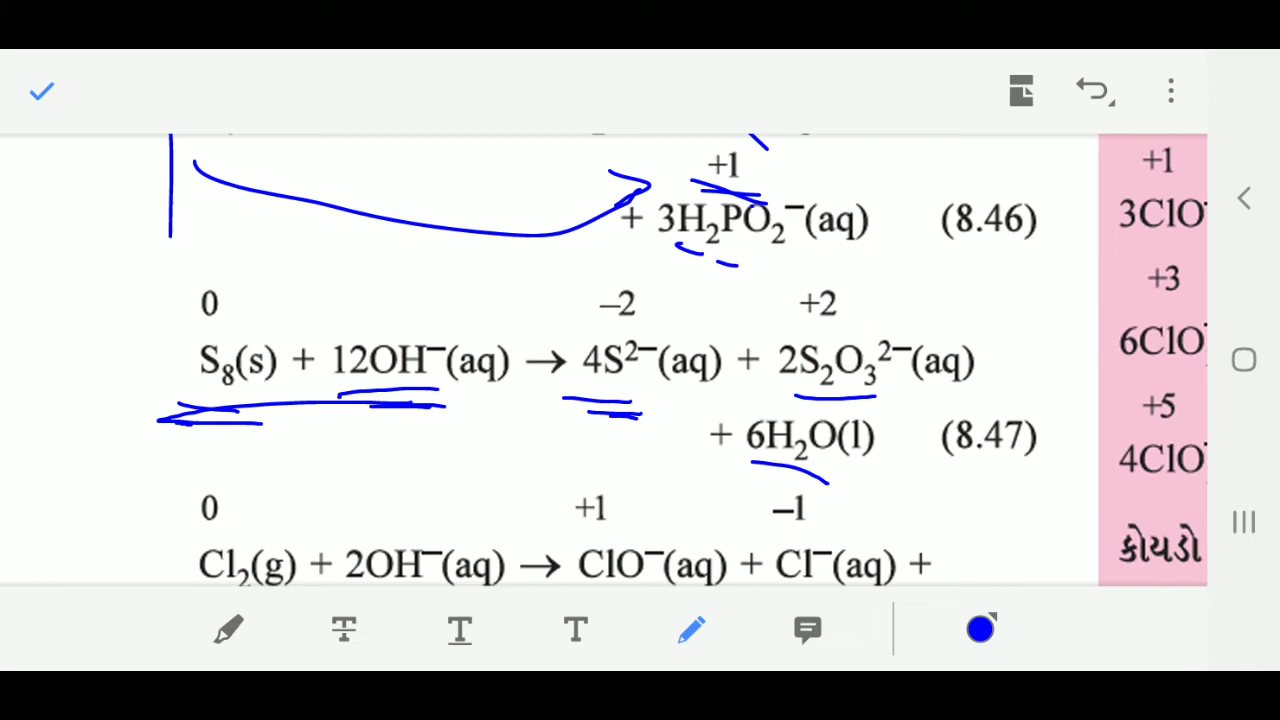 +1
+ 3H₂PO₂⁻(aq) (8.46)
0 –2 +2
S₈(s) + 12OH⁻(aq) → 4S²⁻(aq) + 2S₂O₃²⁻(aq)
+ 6H₂O(l) (8.47)
0 +1 –1
Cl₂(g) + 2OH⁻(aq) → ClO⁻(aq) + Cl⁻(aq) +
+1
3ClO⁻
+3
6ClO
+5
4ClO
કોયડો
T T T